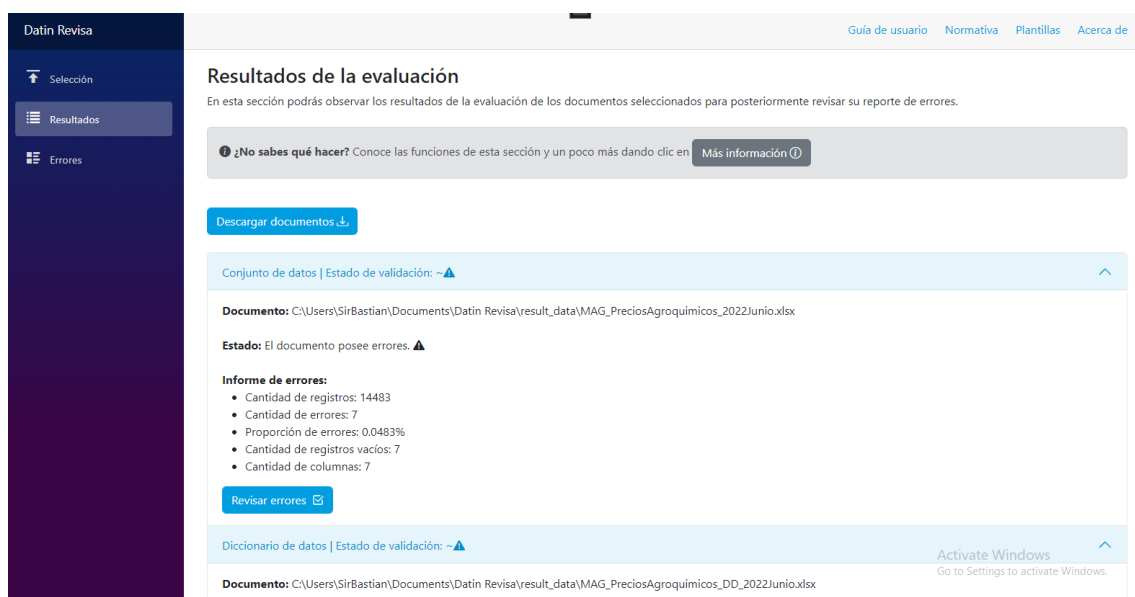 Datin Revisa
Guía de usuario Normativa Plantillas Acerca de
Selección
Resultados
Errores
Resultados de la evaluación
En esta sección podrás observar los resultados de la evaluación de los documentos seleccionados para posteriormente revisar su reporte de errores.
¿No sabes qué hacer? Conoce las funciones de esta sección y un poco más dando clic en Más información
Descargar documentos
Conjunto de datos | Estado de validación: ~
Documento: C:\Users\SirBastian\Documents\Datin Revisa\result_data\MAG_PreciosAgroquimicos_2022Junio.xlsx
Estado: El documento posee errores.
Informe de errores:
• Cantidad de registros: 14483
• Cantidad de errores: 7
• Proporción de errores: 0.0483%
• Cantidad de registros vacíos: 7
• Cantidad de columnas: 7
Revisar errores
Diccionario de datos | Estado de validación: ~
Documento: C:\Users\SirBastian\Documents\Datin Revisa\result_data\MAG_PreciosAgroquimicos_DD_2022Junio.xlsx
Activate Windows
Go to Settings to activate Windows.